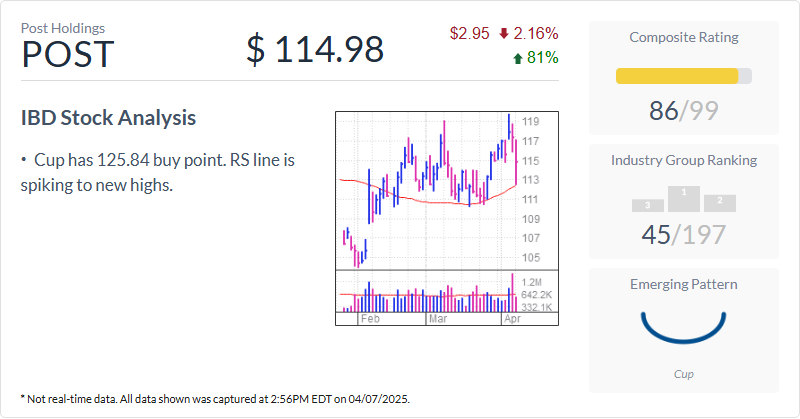 Post Holdings
POST
$ 114.98
$2.95 2.16%
81%
IBD Stock Analysis
• Cup has 125.84 buy point. RS line is
spiking to new highs.
119
117
115
113
111
109
107
105
1.2M
642.2K
332.1K
Feb Mar Apr
Composite Rating
86/99
Industry Group Ranking
3 1 2
45/197
Emerging Pattern
Cup
* Not real-time data. All data shown was captured at 2:56PM EDT on 04/07/2025.